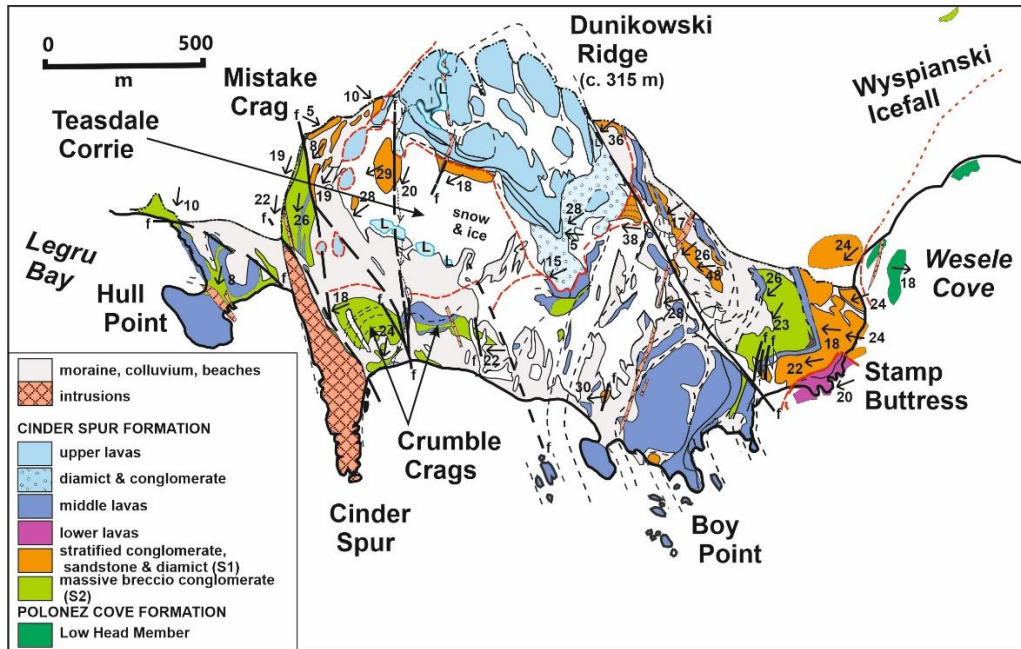 0 500
m
Mistake
Crag
Teasdale
Corrie
Dunikowski
Ridge
(c. 315 m)
Wyspianski
Icefall
Legru
Bay
Hull
Point
snow
& ice
Wesele
Cove
Stamp
Buttress
Crumble
Crags
Cinder
Spur
Boy
Point
10
5
8
19
19
22
26
28
29
20
18
10
8
18
24
22
15
28
5
38
36
17
26
48
28
30
26
23
24
18
24
24
18
22
20
f
f
f
f
f
f
f
f
f
f
f
f
L
L
L
L
L
moraine, colluvium, beaches
intrusions
CINDER SPUR FORMATION
upper lavas
diamict & conglomerate
middle lavas
lower lavas
stratified conglomerate,
sandstone & diamict (S1)
massive breccio conglomerate
(S2)
POLONEZ COVE FORMATION
Low Head Member